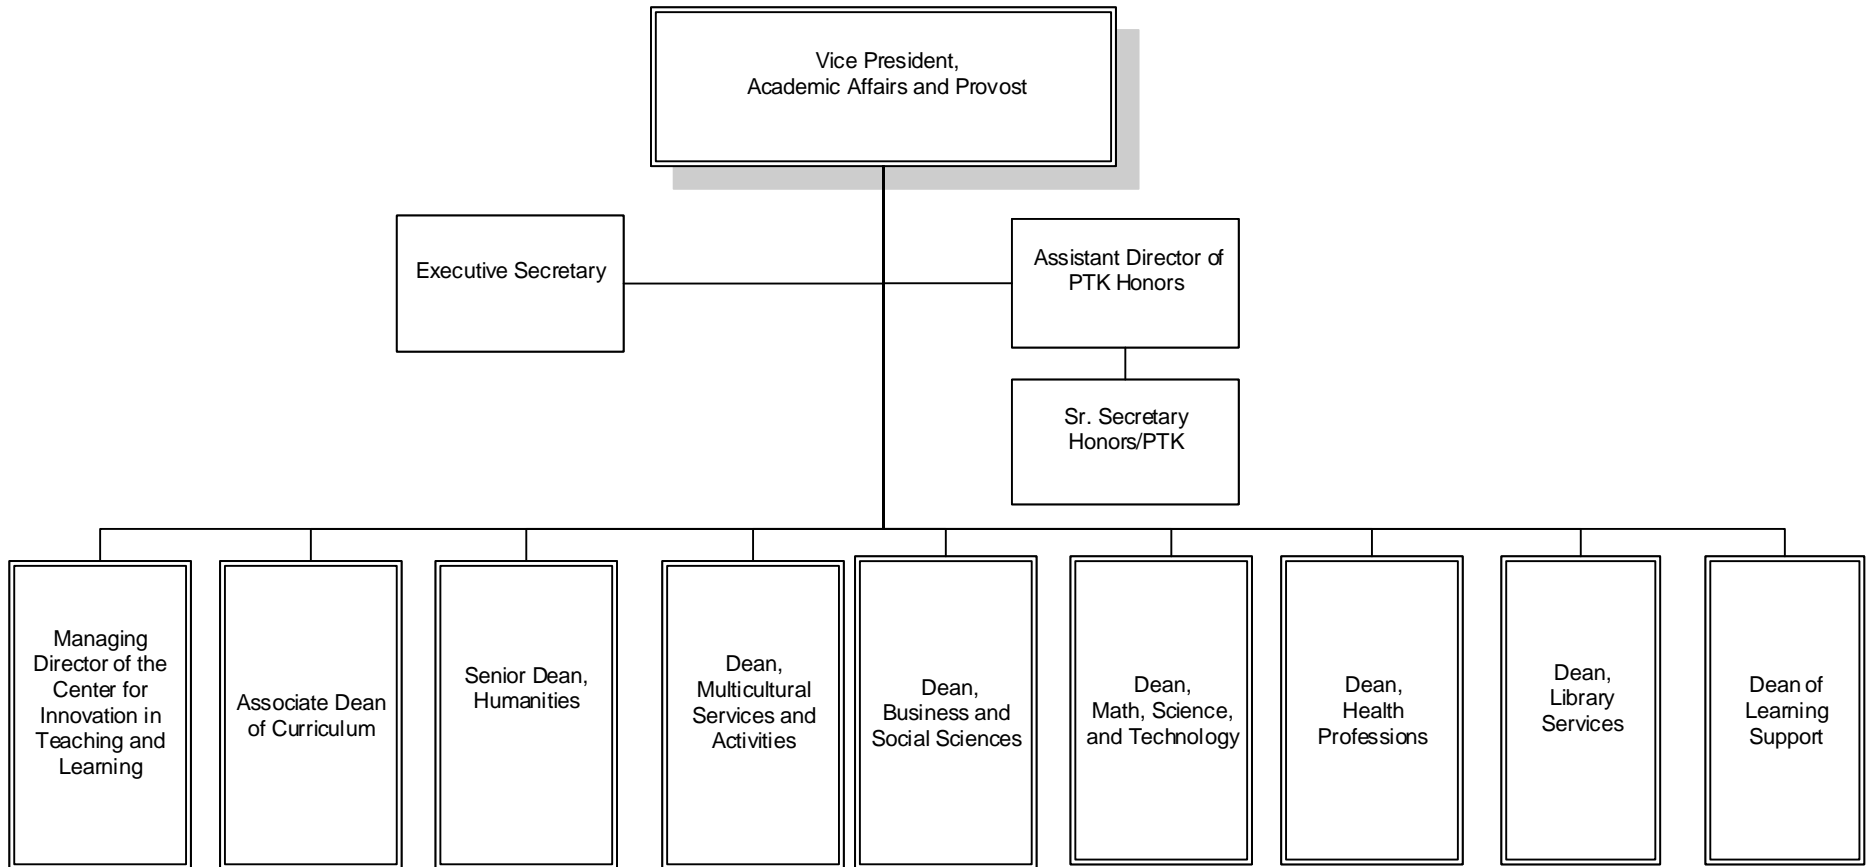 Vice President,
Academic Affairs and Provost
Executive Secretary
Assistant Director of
PTK Honors
Sr. Secretary
Honors/PTK
Managing
Director of the
Center for
Innovation in
Teaching and
Learning
Associate Dean
of Curriculum
Senior Dean,
Humanities
Dean,
Multicultural
Services and
Activities
Dean,
Business and
Social Sciences
Dean,
Math, Science,
and Technology
Dean,
Health
Professions
Dean,
Library
Services
Dean of
Learning
Support